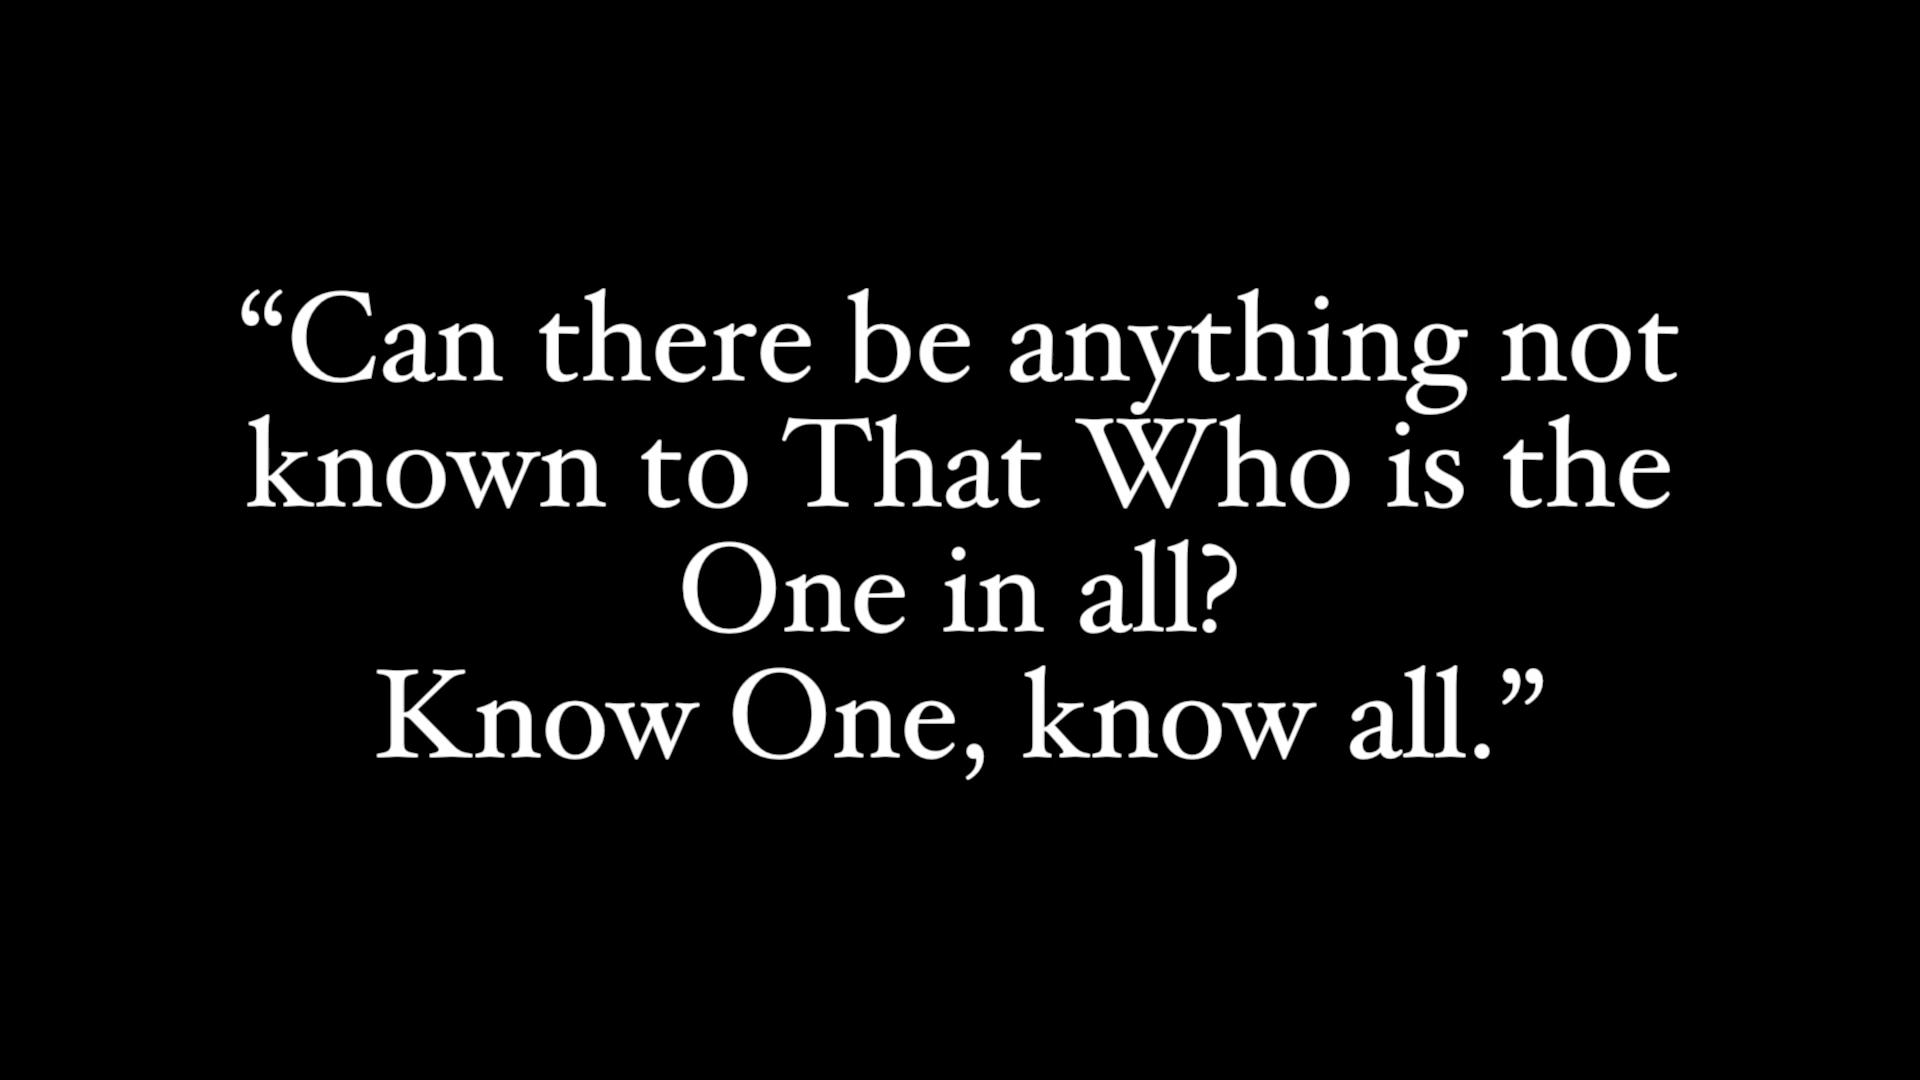 “Can there be anything not
known to That Who is the
One in all?
Know One, know all.”